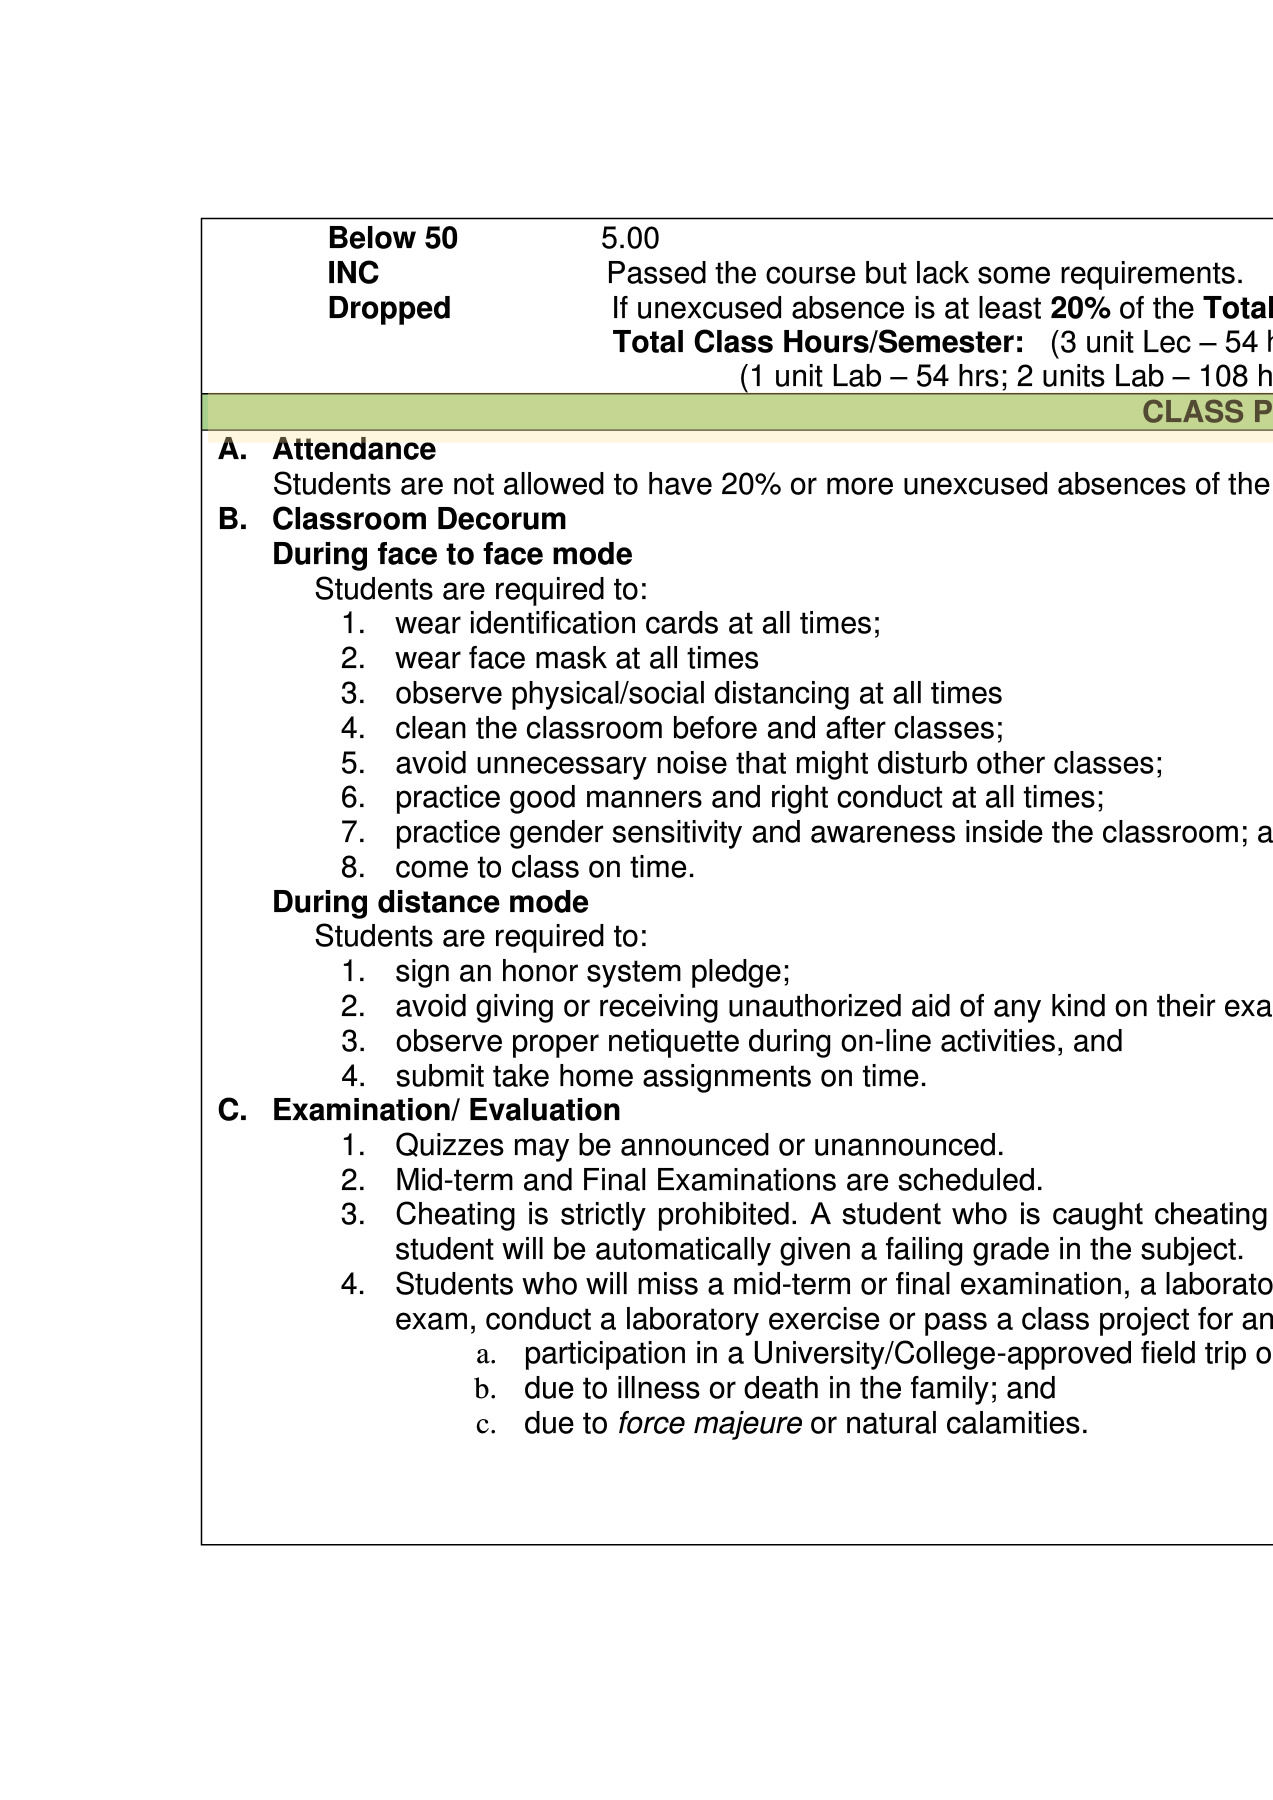 Below 50 5.00
INC Passed the course but lack some requirements.
Dropped If unexcused absence is at least 20% of the Total
Total Class Hours/Semester: (3 unit Lec – 54 h
(1 unit Lab – 54 hrs; 2 units Lab – 108 h
CLASS P
A. Attendance
Students are not allowed to have 20% or more unexcused absences of the
B. Classroom Decorum
During face to face mode
Students are required to:
1. wear identification cards at all times;
2. wear face mask at all times
3. observe physical/social distancing at all times
4. clean the classroom before and after classes;
5. avoid unnecessary noise that might disturb other classes;
6. practice good manners and right conduct at all times;
7. practice gender sensitivity and awareness inside the classroom; a
8. come to class on time.
During distance mode
Students are required to:
1. sign an honor system pledge;
2. avoid giving or receiving unauthorized aid of any kind on their exa
3. observe proper netiquette during on-line activities, and
4. submit take home assignments on time.
C. Examination/ Evaluation
1. Quizzes may be announced or unannounced.
2. Mid-term and Final Examinations are scheduled.
3. Cheating is strictly prohibited. A student who is caught cheating
student will be automatically given a failing grade in the subject.
4. Students who will miss a mid-term or final examination, a laborato
exam, conduct a laboratory exercise or pass a class project for an
a. participation in a University/College-approved field trip o
b. due to illness or death in the family; and
c. due to force majeure or natural calamities.